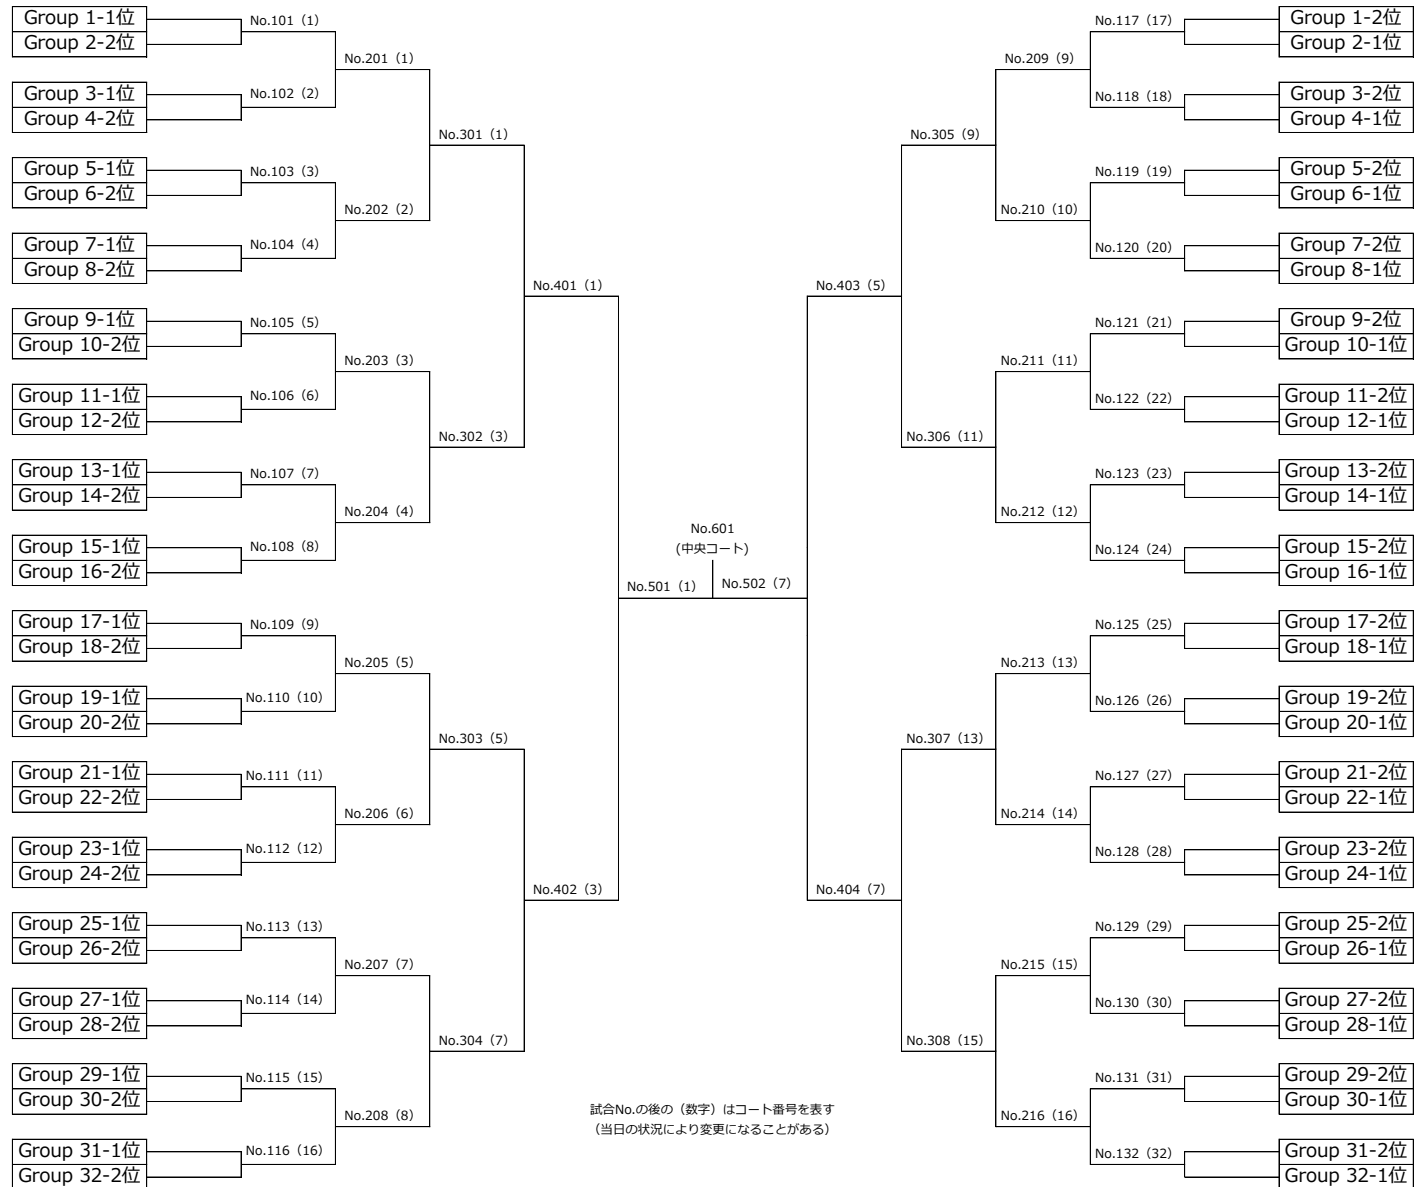 Group 1-1位
Group 2-2位
Group 3-1位
Group 4-2位
Group 5-1位
Group 6-2位
Group 7-1位
Group 8-2位
Group 9-1位
Group 10-2位
Group 11-1位
Group 12-2位
Group 13-1位
Group 14-2位
Group 15-1位
Group 16-2位
Group 17-1位
Group 18-2位
Group 19-1位
Group 20-2位
Group 21-1位
Group 22-2位
Group 23-1位
Group 24-2位
Group 25-1位
Group 26-2位
Group 27-1位
Group 28-2位
Group 29-1位
Group 30-2位
Group 31-1位
Group 32-2位
No.101（1）
No.102（2）
No.103（3）
No.104（4）
No.105（5）
No.106（6）
No.107（7）
No.108（8）
No.109（9）
No.110（10）
No.111（11）
No.112（12）
No.113（13）
No.114（14）
No.115（15）
No.116（16）
No.201（1）
No.202（2）
No.203（3）
No.204（4）
No.205（5）
No.206（6）
No.207（7）
No.208（8）
No.301（1）
No.302（3）
No.303（5）
No.304（7）
No.401（1）
No.402（3）
No.501（1）
No.601
(中央コート)
No.502（7）
試合No.の後の（数字）はコート番号を表す
（当日の状況により変更になることがある）
No.403（5）
No.404（7）
No.305（9）
No.306（11）
No.307（13）
No.308（15）
No.209（9）
No.210（10）
No.211（11）
No.212（12）
No.213（13）
No.214（14）
No.215（15）
No.216（16）
No.117（17）
No.118（18）
No.119（19）
No.120（20）
No.121（21）
No.122（22）
No.123（23）
No.124（24）
No.125（25）
No.126（26）
No.127（27）
No.128（28）
No.129（29）
No.130（30）
No.131（31）
No.132（32）
Group 1-2位
Group 2-1位
Group 3-2位
Group 4-1位
Group 5-2位
Group 6-1位
Group 7-2位
Group 8-1位
Group 9-2位
Group 10-1位
Group 11-2位
Group 12-1位
Group 13-2位
Group 14-1位
Group 15-2位
Group 16-1位
Group 17-2位
Group 18-1位
Group 19-2位
Group 20-1位
Group 21-2位
Group 22-1位
Group 23-2位
Group 24-1位
Group 25-2位
Group 26-1位
Group 27-2位
Group 28-1位
Group 29-2位
Group 30-1位
Group 31-2位
Group 32-1位